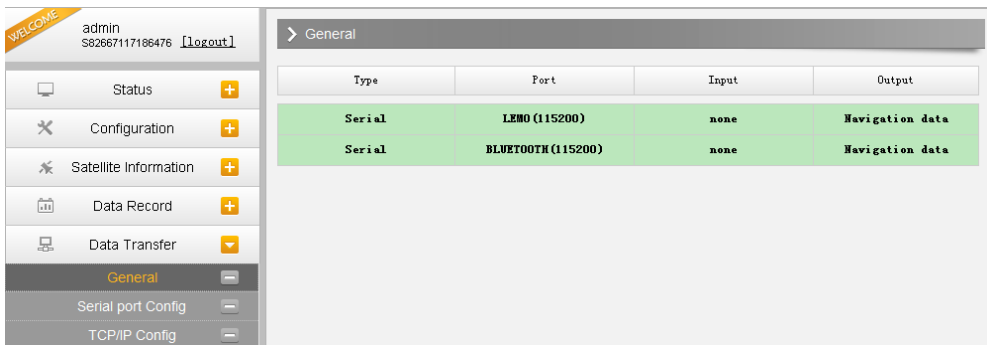 WELCOME
admin
S82667117186476 [logout]
Status
Configuration
Satellite Information
Data Record
Data Transfer
General
Serial port Config
TCP/IP Config
General
Type Port Input Output
Serial LEMO(115200) none Navigation data
Serial BLUETOOTH(115200) none Navigation data